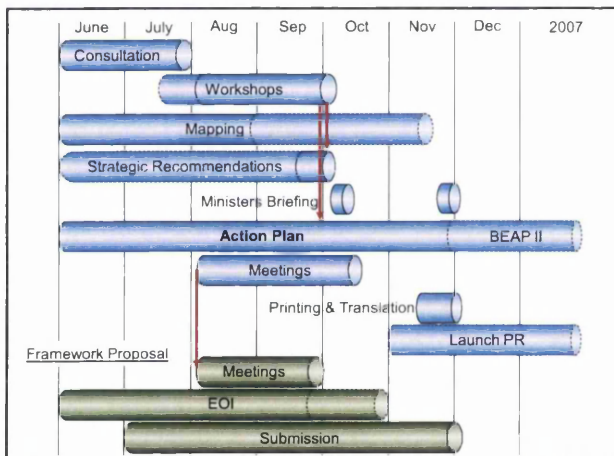 June July Aug Sep Oct Nov Dec 2007
Consultation
Workshops
Mapping
Strategic Recommendations
Ministers Briefing
Action Plan BEAP II
Meetings
Printing & Translation
Launch PR
Framework Proposal
Meetings
EOI
Submission